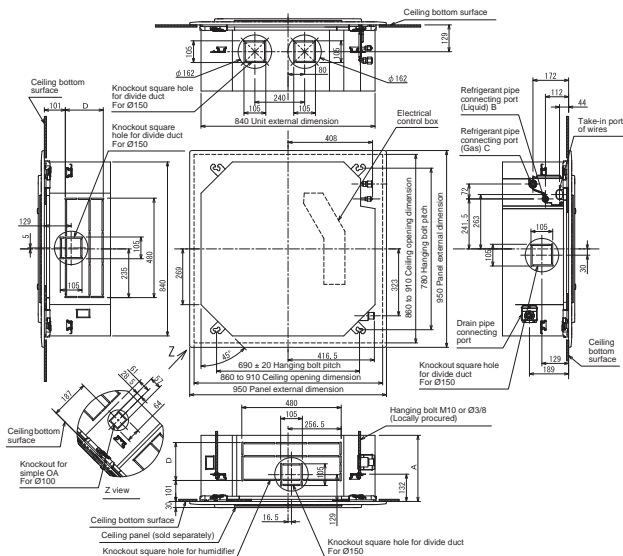 Ceiling bottom surface
129
105
105
80
ϕ162
ϕ162
240
105
105
Knockout square hole
for divide duct
For Ø150
840 Unit external dimension
Electrical
control box
408
Ceiling bottom
surface
101
D
Knockout square
hole for divide duct
For Ø150
129
5
105
105
235
480
840
172
112
44
Refrigerant pipe
connecting port
(Liquid) B
Refrigerant pipe
connecting port
(Gas) C
Take-in port
of wires
72
241.5
263
105
105
30
Drain pipe
connecting
port
Ceiling
bottom
surface
129
189
Knockout square hole
for divide duct
For Ø150
269
323
860 to 910 Ceiling opening dimension
780 Hanging bolt pitch
950 Panel external dimension
45°
416.5
690 ± 20 Hanging bolt pitch
860 to 910 Ceiling opening dimension
950 Panel external dimension
Z
187
61
28.5
57
64
Ceiling bottom
surface
Knockout for
simple OA
For Ø100
Z view
480
105
256.5
Hanging bolt M10 or Ø3/8
(Locally procured)
D
105
A
132
101
30
129
16.5
Ceiling bottom surface
Ceiling panel (sold separately)
Knockout square hole for humidifier
Knockout square hole for divide duct
For Ø150